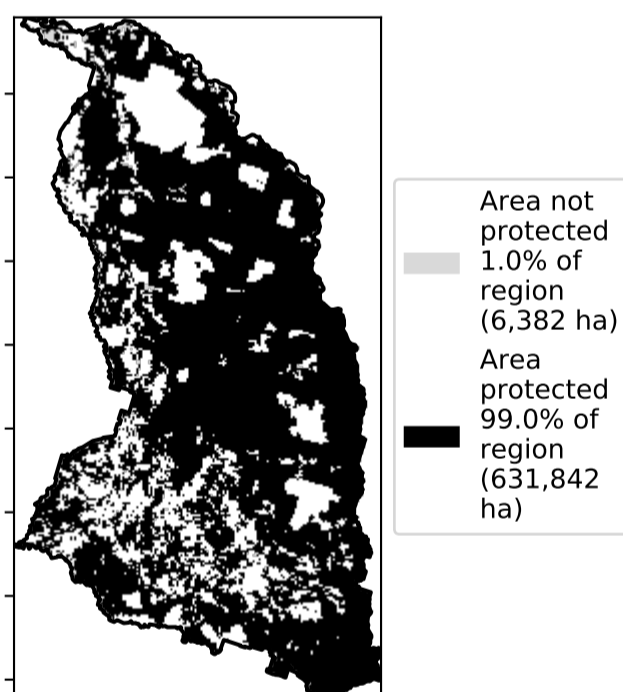 Area not
protected
1.0% of
region
(6,382 ha)
Area
protected
99.0% of
region
(631,842
ha)